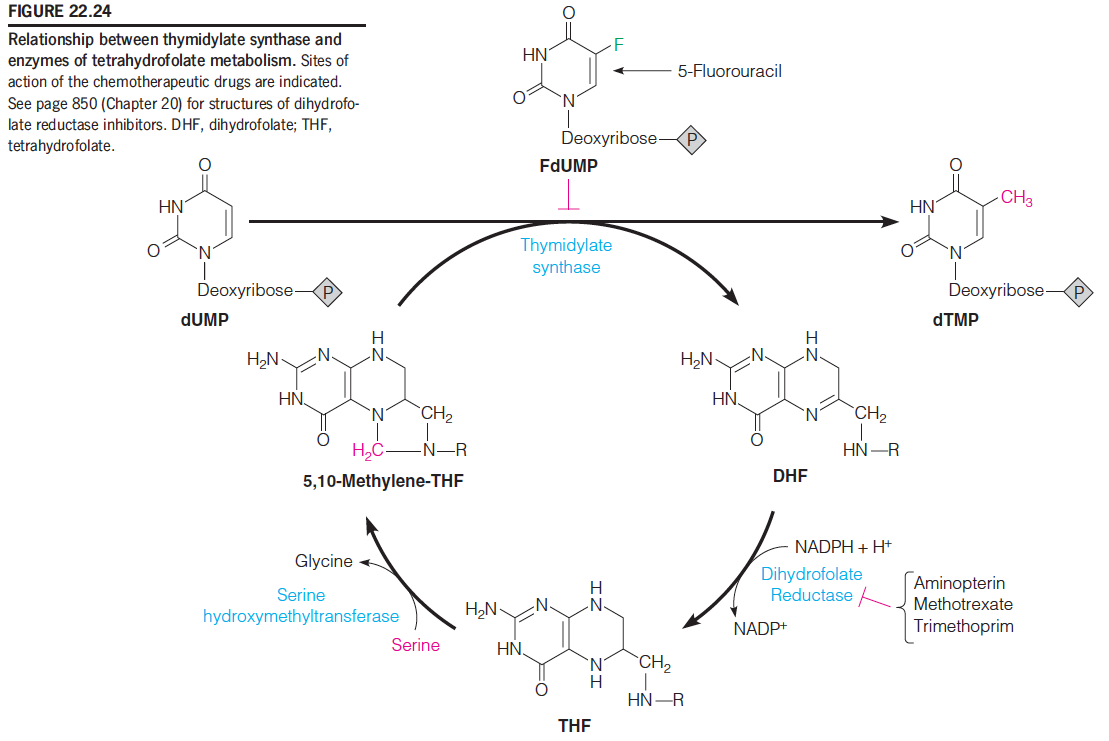 FIGURE 22.24
Relationship between thymidylate synthase and
enzymes of tetrahydrofolate metabolism. Sites of
action of the chemotherapeutic drugs are indicated.
See page 850 (Chapter 20) for structures of dihydrofo-
late reductase inhibitors. DHF, dihydrofolate; THF,
tetrahydrofolate.
O
HN
F
O
N
5-Fluorouracil
Deoxyribose
P
FdUMP
O
HN
O
N
Deoxyribose
P
dUMP
Thymidylate
synthase
O
HN
CH3
O
N
Deoxyribose
P
dTMP
H
H2N
N
N
HN
N
CH2
O
H2C
N
R
5,10-Methylene-THF
H
H2N
N
N
HN
N
CH2
O
HN
R
DHF
NADPH + H+
Dihydrofolate
Reductase
NADP+
Aminopterin
Methotrexate
Trimethoprim
Glycine
Serine
hydroxymethyltransferase
Serine
H
H2N
N
N
HN
N
H
CH2
O
HN
R
THF